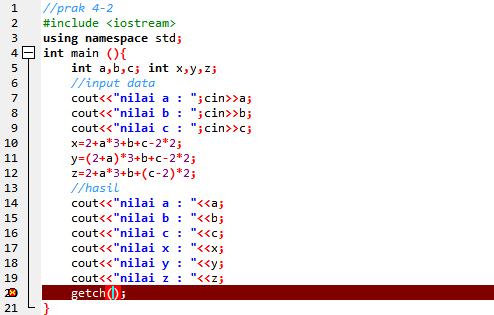 1 //prak 4-2
2 #include <iostream>
3 using namespace std;
4 int main (){
5 int a,b,c; int x,y,z;
6 //input data
7 cout<<"nilai a : ";cin>>a;
8 cout<<"nilai b : ";cin>>b;
9 cout<<"nilai c : ";cin>>c;
10 x=2+a*3+b+c-2*2;
11 y=(2+a)*3+b+c-2*2;
12 z=2+a*3+b+(c-2)*2;
13 //hasil
14 cout<<"nilai a : "<<a;
15 cout<<"nilai b : "<<b;
16 cout<<"nilai c : "<<c;
17 cout<<"nilai x : "<<x;
18 cout<<"nilai y : "<<y;
19 cout<<"nilai z : "<<z;
20 getch();
21 }